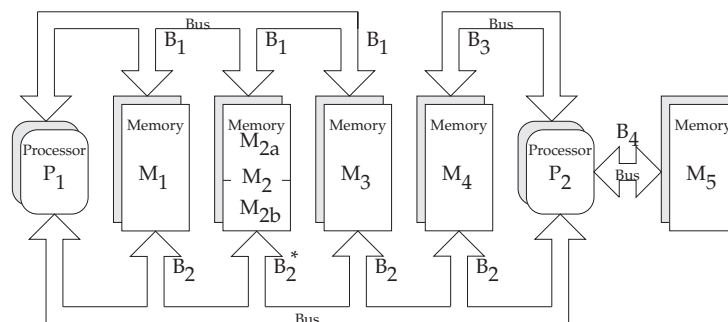 Bus
Bus
B1 B1 B1 B3
Memory Memory Memory Memory Memory
Processor P1
M1
M2a
M2
M2b
M3
M4
Processor P2
B4
Bus
M5
B2 B2* B2 B2
Bus